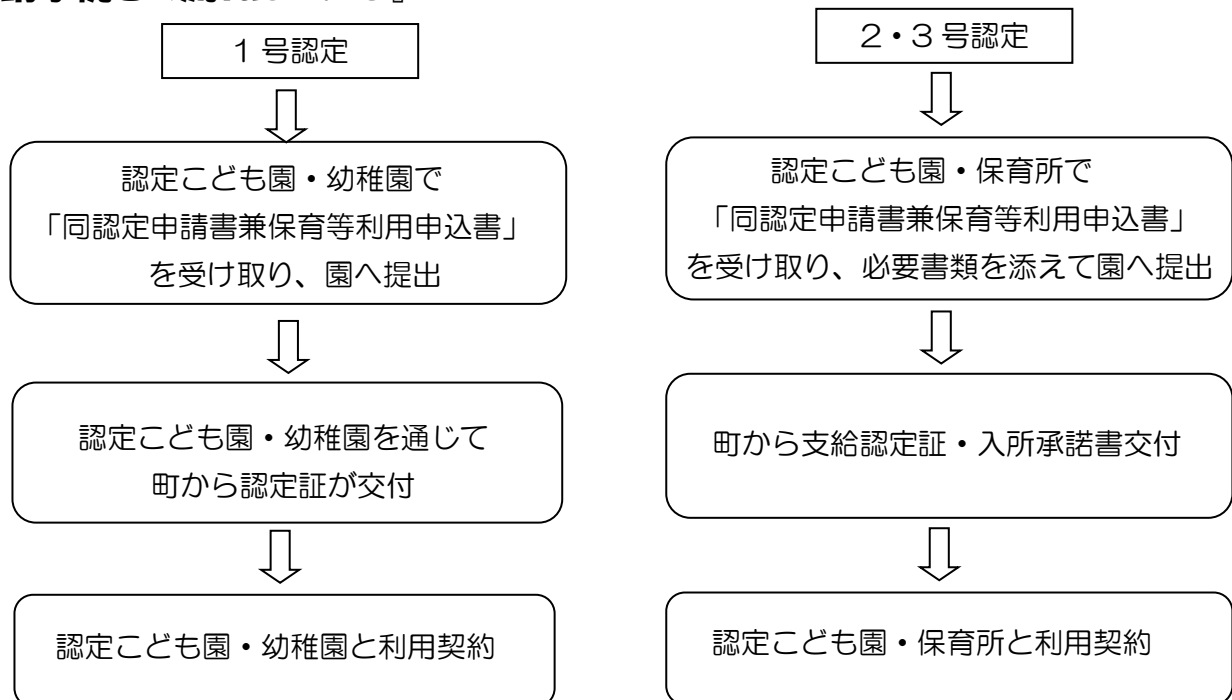 1号認定
認定こども園・幼稚園で
「同認定申請書兼保育等利用申込書」
を受け取り、園へ提出
認定こども園・幼稚園を通じて
町から認定証が交付
認定こども園・幼稚園と利用契約
2・3号認定
認定こども園・保育所で
「同認定申請書兼保育等利用申込書」
を受け取り、必要書類を添えて園へ提出
町から支給認定証・入所承諾書交付
認定こども園・保育所と利用契約